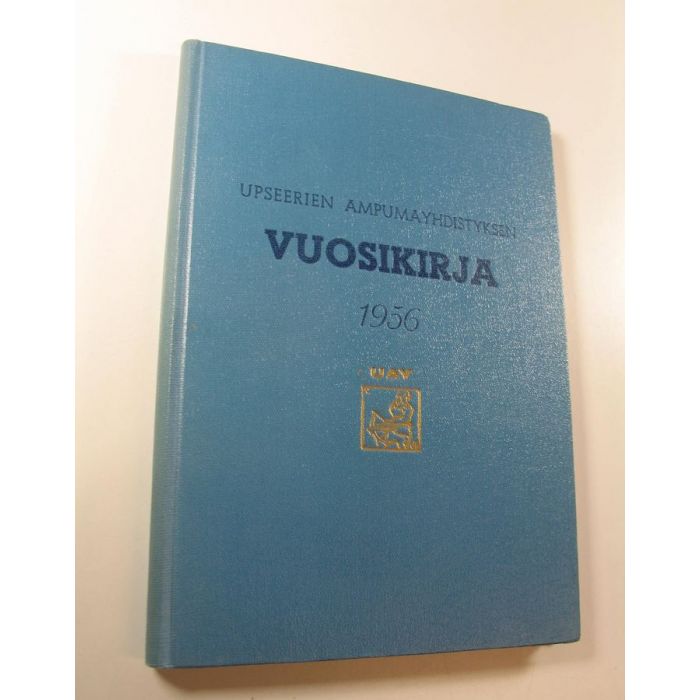 UPSEERIEN AMPUMAYHDISTYKSEN
VUOSIKIRJA
1956
UAY